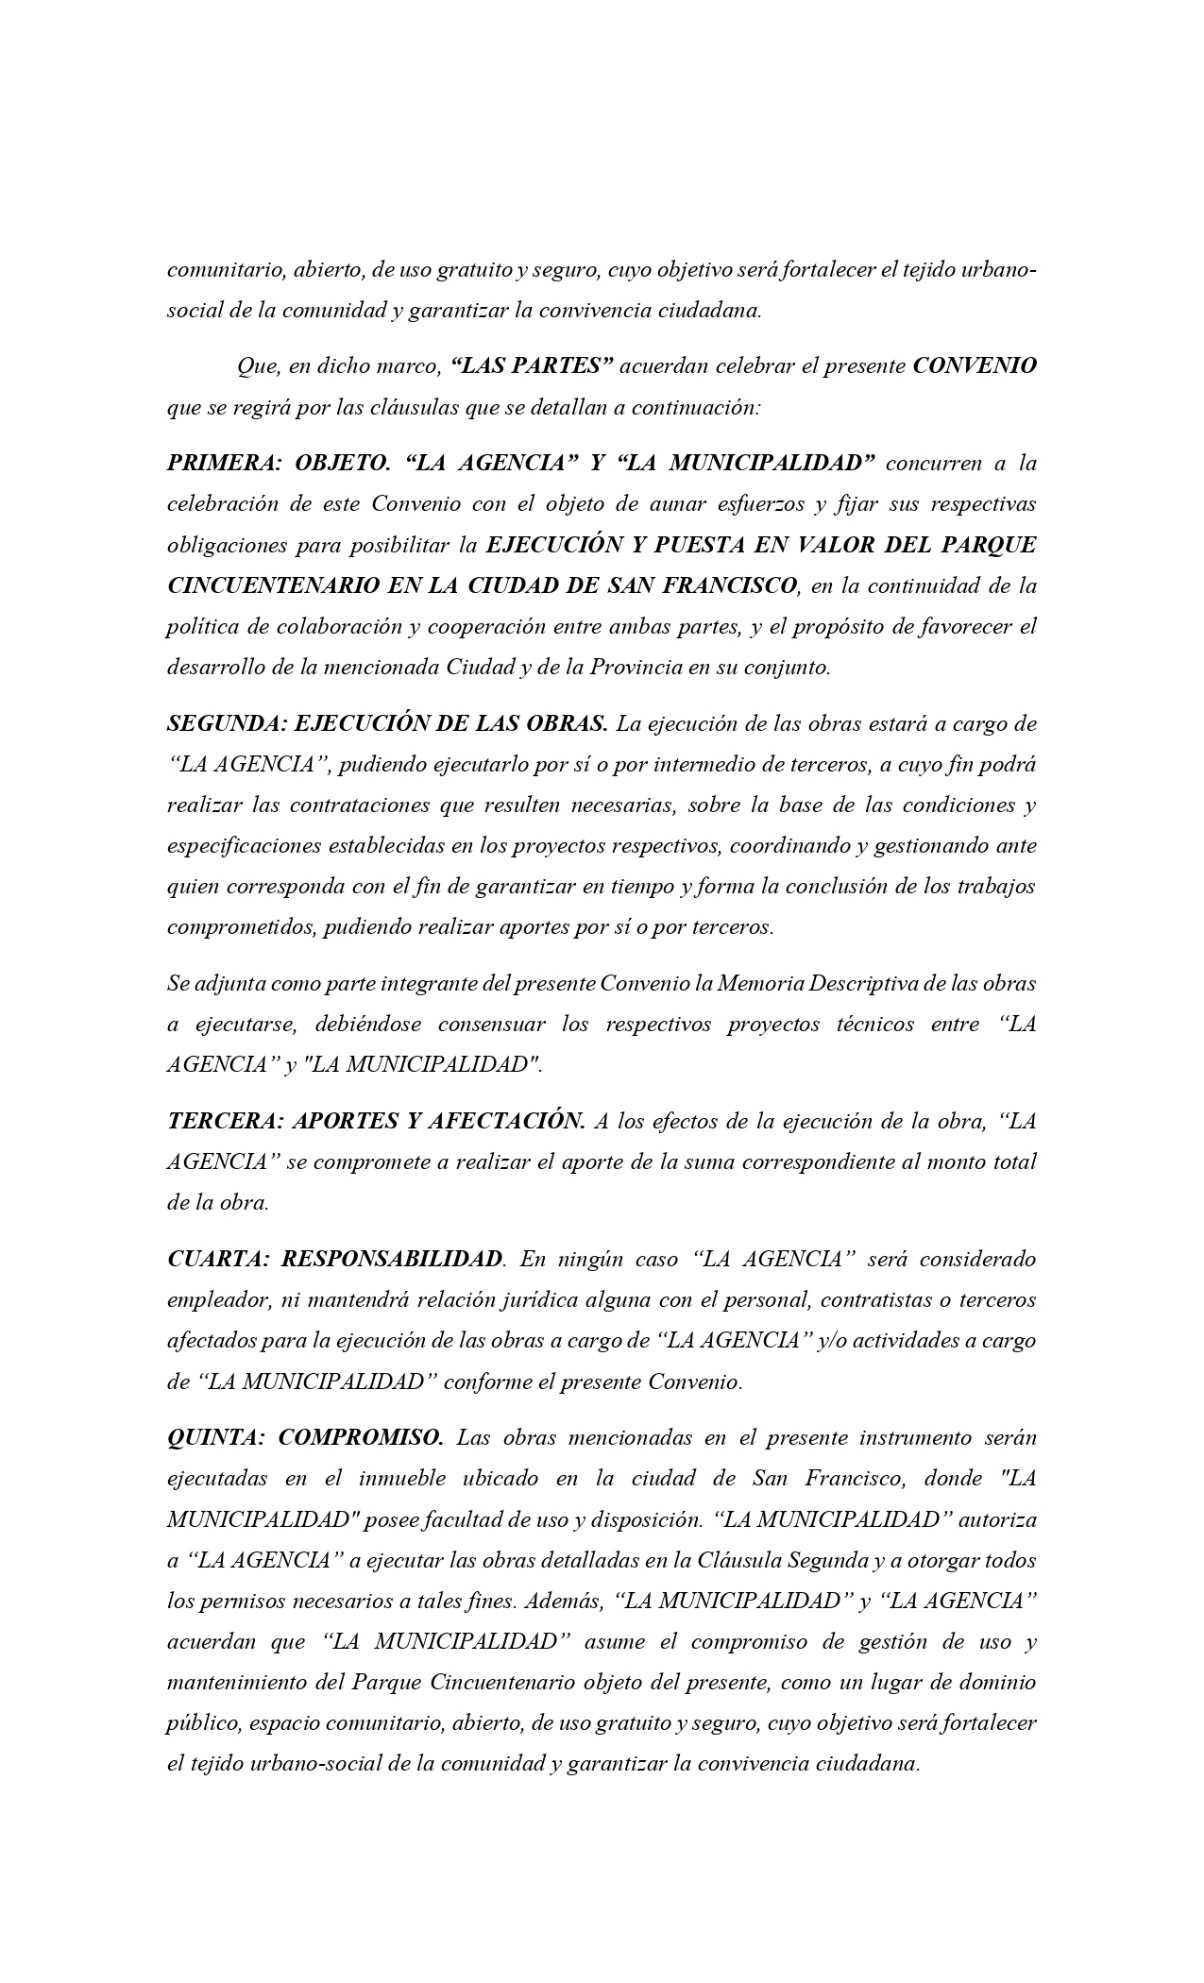 comunitario, abierto, de uso gratuito y seguro, cuyo objetivo será fortalecer el tejido urbano-
social de la comunidad y garantizar la convivencia ciudadana.
Que, en dicho marco, “LAS PARTES” acuerdan celebrar el presente CONVENIO
que se regirá por las cláusulas que se detallan a continuación:
PRIMERA: OBJETO. “LA AGENCIA” Y “LA MUNICIPALIDAD” concurren a la
celebración de este Convenio con el objeto de aunar esfuerzos y fijar sus respectivas
obligaciones para posibilitar la EJECUCIÓN Y PUESTA EN VALOR DEL PARQUE
CINCUENTENARIO EN LA CIUDAD DE SAN FRANCISCO, en la continuidad de la
política de colaboración y cooperación entre ambas partes, y el propósito de favorecer el
desarrollo de la mencionada Ciudad y de la Provincia en su conjunto.
SEGUNDA: EJECUCIÓN DE LAS OBRAS. La ejecución de las obras estará a cargo de
“LA AGENCIA”, pudiendo ejecutarlo por sí o por intermedio de terceros, a cuyo fin podrá
realizar las contrataciones que resulten necesarias, sobre la base de las condiciones y
especificaciones establecidas en los proyectos respectivos, coordinando y gestionando ante
quien corresponda con el fin de garantizar en tiempo y forma la conclusión de los trabajos
comprometidos, pudiendo realizar aportes por sí o por terceros.
Se adjunta como parte integrante del presente Convenio la Memoria Descriptiva de las obras
a ejecutarse, debiéndose consensuar los respectivos proyectos técnicos entre “LA
AGENCIA” y "LA MUNICIPALIDAD".
TERCERA: APORTES Y AFECTACIÓN. A los efectos de la ejecución de la obra, “LA
AGENCIA” se compromete a realizar el aporte de la suma correspondiente al monto total
de la obra.
CUARTA: RESPONSABILIDAD. En ningún caso “LA AGENCIA” será considerado
empleador, ni mantendrá relación jurídica alguna con el personal, contratistas o terceros
afectados para la ejecución de las obras a cargo de “LA AGENCIA” y/o actividades a cargo
de “LA MUNICIPALIDAD” conforme el presente Convenio.
QUINTA: COMPROMISO. Las obras mencionadas en el presente instrumento serán
ejecutadas en el inmueble ubicado en la ciudad de San Francisco, donde "LA
MUNICIPALIDAD" posee facultad de uso y disposición. “LA MUNICIPALIDAD” autoriza
a “LA AGENCIA” a ejecutar las obras detalladas en la Cláusula Segunda y a otorgar todos
los permisos necesarios a tales fines. Además, “LA MUNICIPALIDAD” y “LA AGENCIA”
acuerdan que “LA MUNICIPALIDAD” asume el compromiso de gestión de uso y
mantenimiento del Parque Cincuentenario objeto del presente, como un lugar de dominio
público, espacio comunitario, abierto, de uso gratuito y seguro, cuyo objetivo será fortalecer
el tejido urbano-social de la comunidad y garantizar la convivencia ciudadana.